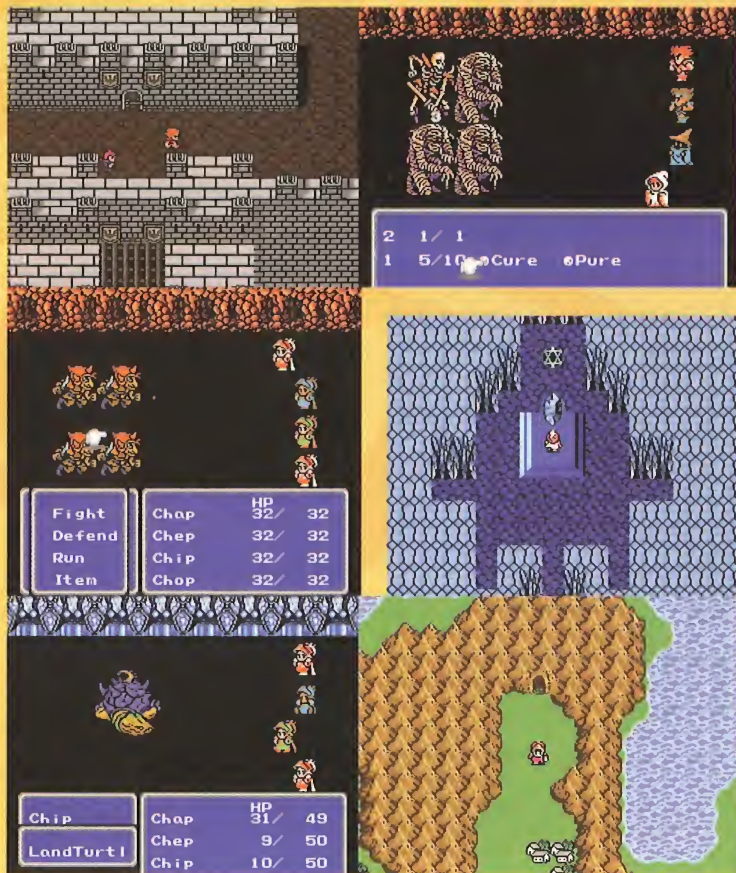 2 1/ 1
1 5/10 Cure Pure
HP
Fight Chap 32/ 32
Defend Chep 32/ 32
Run Chip 32/ 32
Item Chop 32/ 32
HP
Chip Chap 31/ 49
Chep 9/ 50
LandTurtl Chip 10/ 50